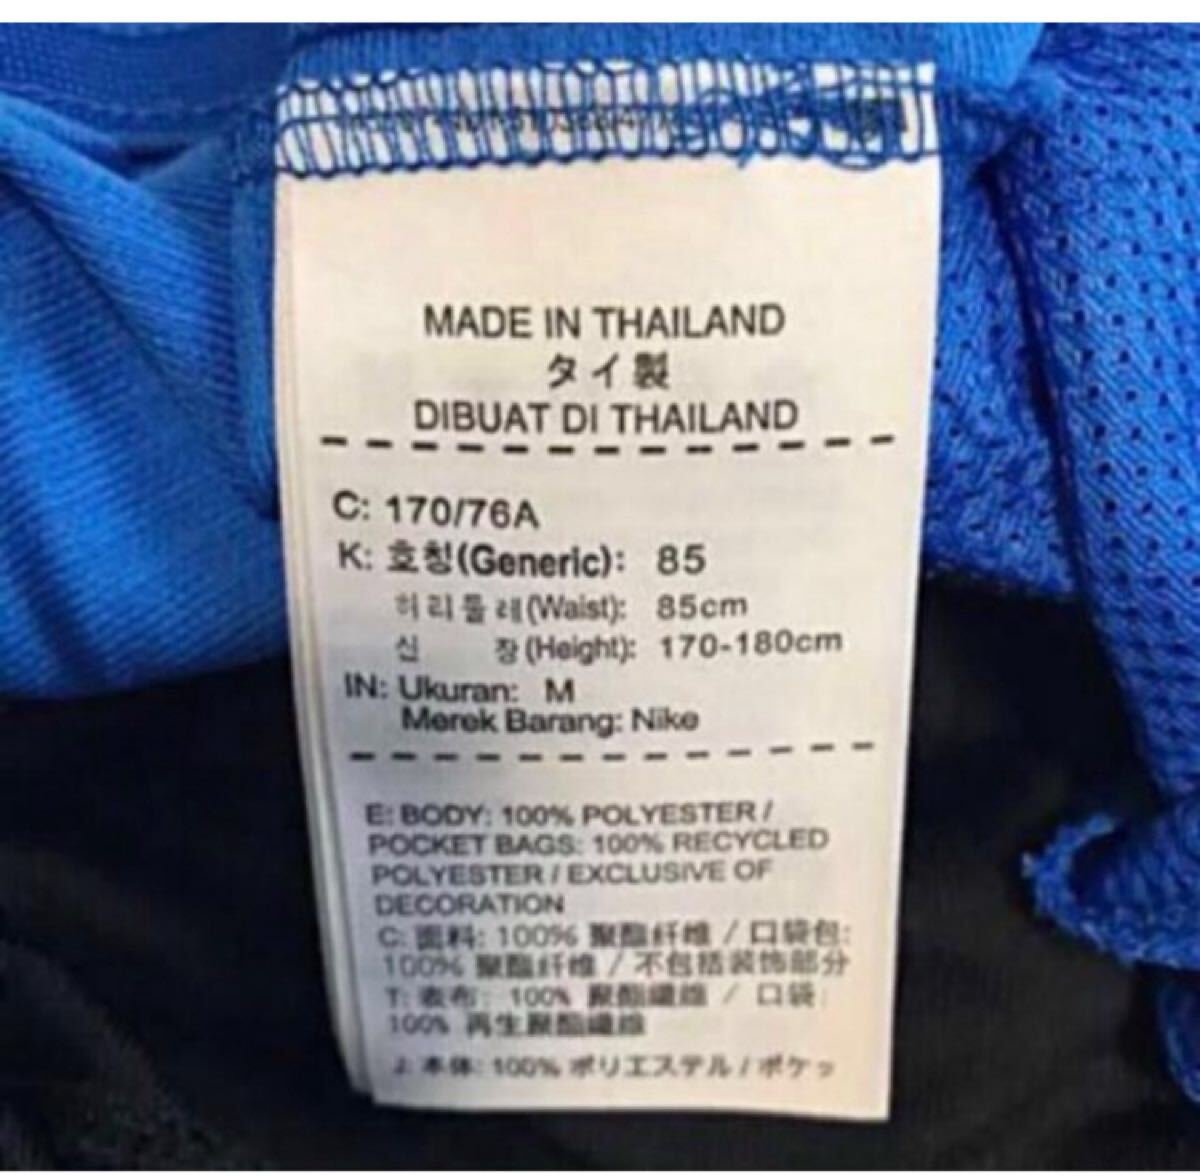 MADE IN THAILAND
タイ製
DIBUAT DI THAILAND
C: 170/76A
K: 호칭(Generic): 85
허리둘레(Waist): 85cm
신 장(Height): 170-180cm
IN: Ukuran: M
Merek Barang: Nike
E: BODY: 100% POLYESTER /
POCKET BAGS: 100% RECYCLED
POLYESTER / EXCLUSIVE OF
DECORATION
C: 面料: 100% 聚酯纤维 / 口袋包:
100% 聚酯纤维 / 不包括装饰部分
T: 表布: 100% 聚酯纖維 / 口袋:
100% 再生聚酯纖維
J: 本体: 100% ポリエステル / ポケッ